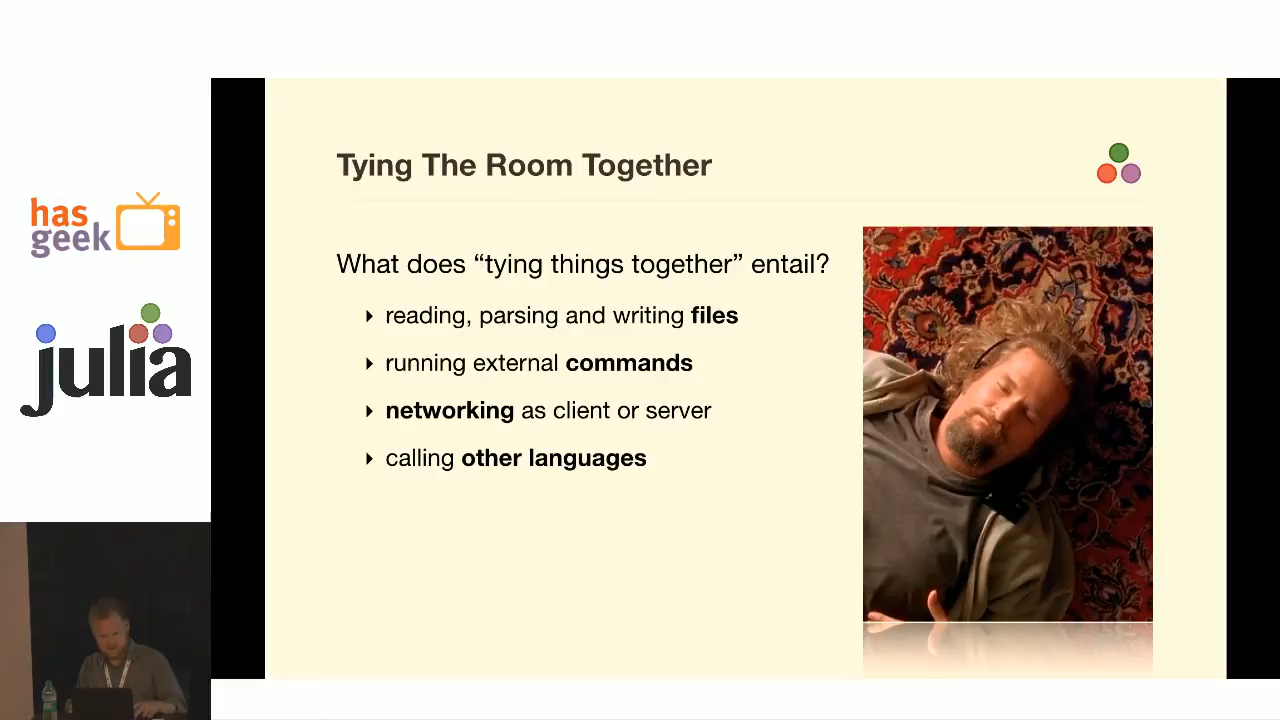 has
geek
julia
Tying The Room Together
What does “tying things together” entail?
reading, parsing and writing files
running external commands
networking as client or server
calling other languages